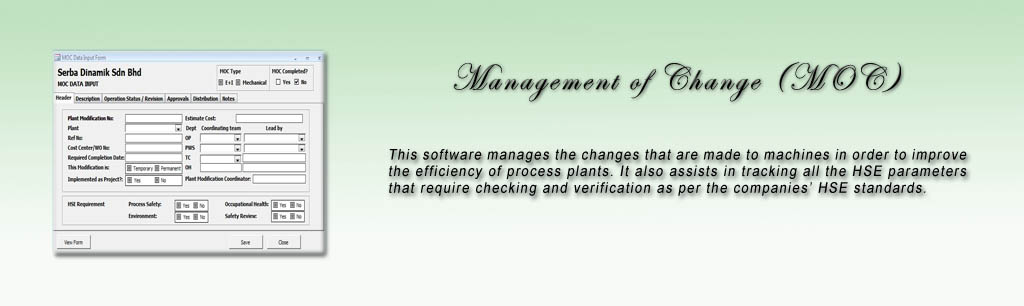 MOC Data Input Form
Serba Dinamik Sdn Bhd
MOC DATA INPUT
MOC Type
E+I Mechanical
MOC Completed?
Yes No
Header Description Operation Status / Revision Approvals Distribution Notes
Plant Modification No: Estimate Cost:
Plant Dept Coordinating team Lead by
Ref No: OP
Cost Center/WO No: PWS
Required Completion Date: TC
This Modification is: Temporary Permanent OH
Implemented as Project?: Yes No Plant Modification Coordinator:
HSE Requirement Process Safety: Yes No Occupational Health: Yes No
Environment: Yes No Safety Review: Yes No
View Form Save Close
Management of Change (MOC)
This software manages the changes that are made to machines in order to improve
the efficiency of process plants. It also assists in tracking all the HSE parameters
that require checking and verification as per the companies' HSE standards.